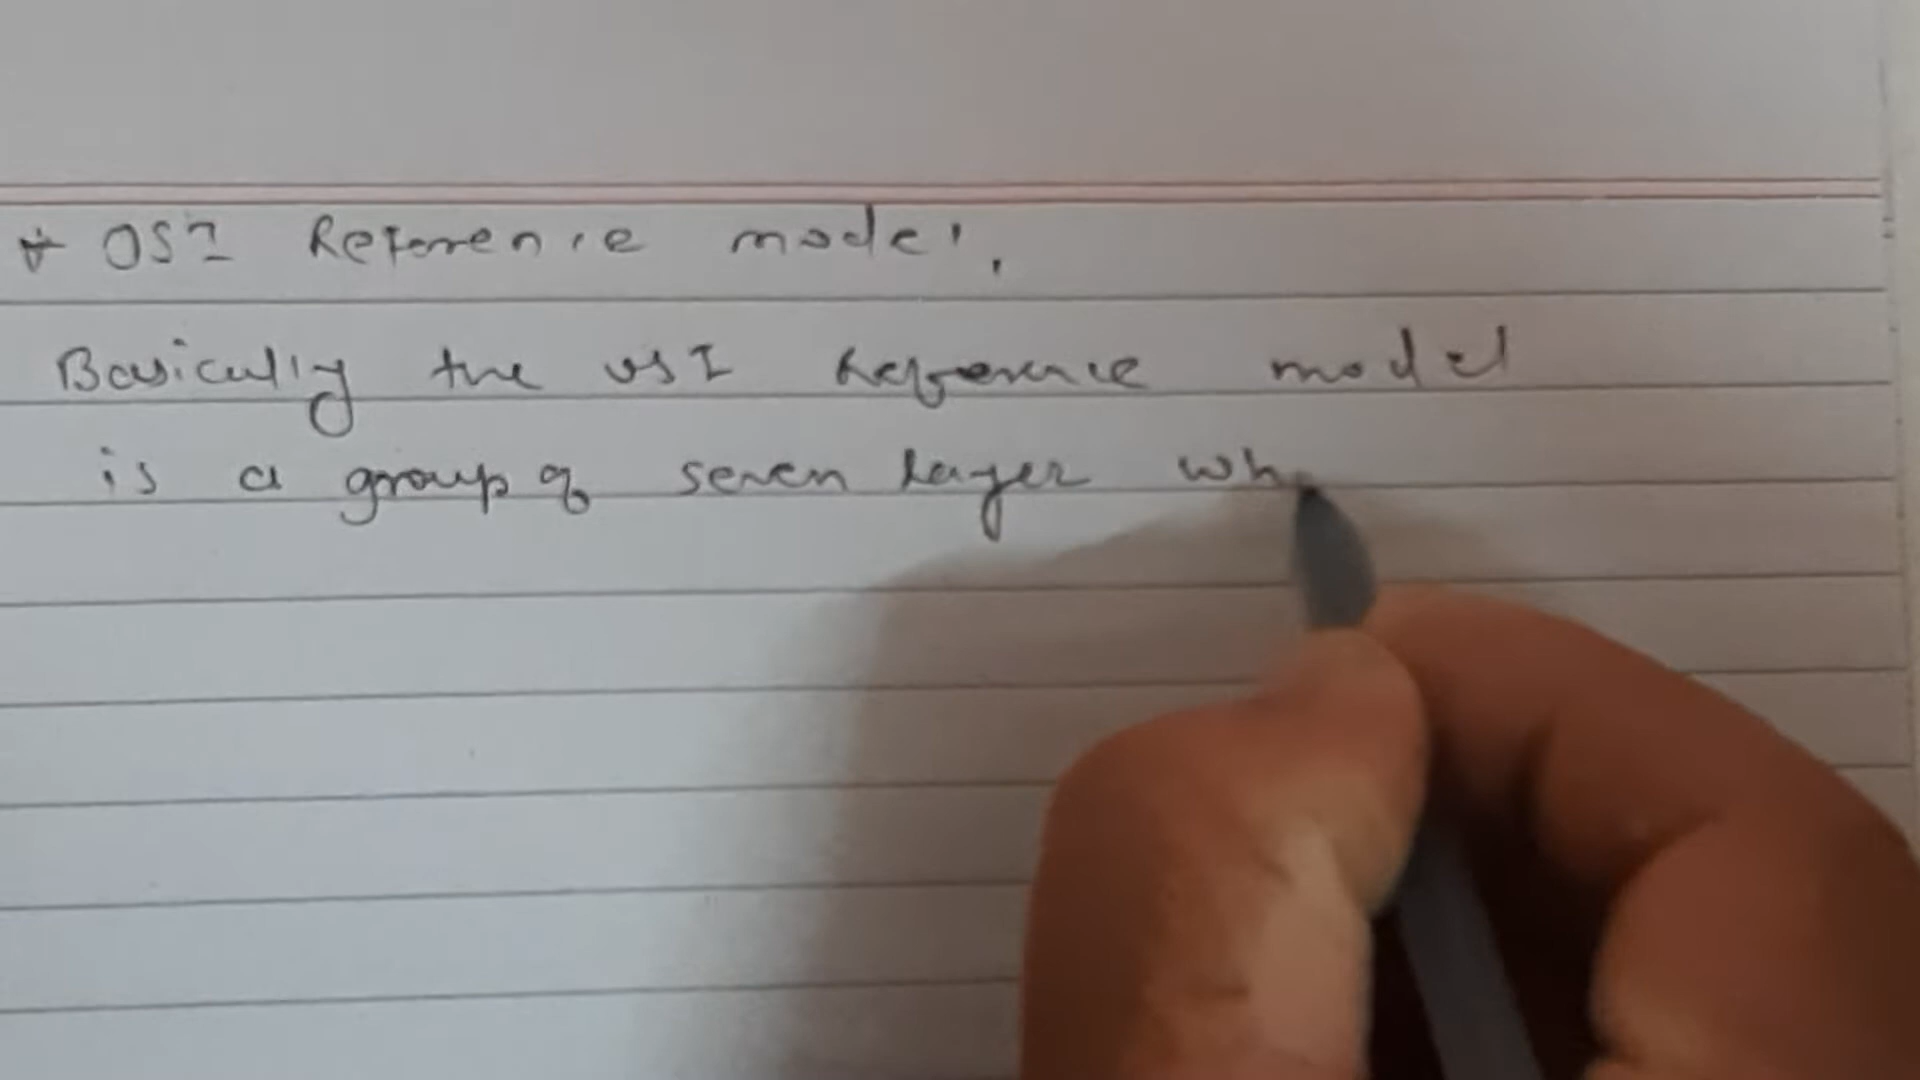 * OSI Reference model.
Basically the OSI Reference model
is a group of seven layer wh